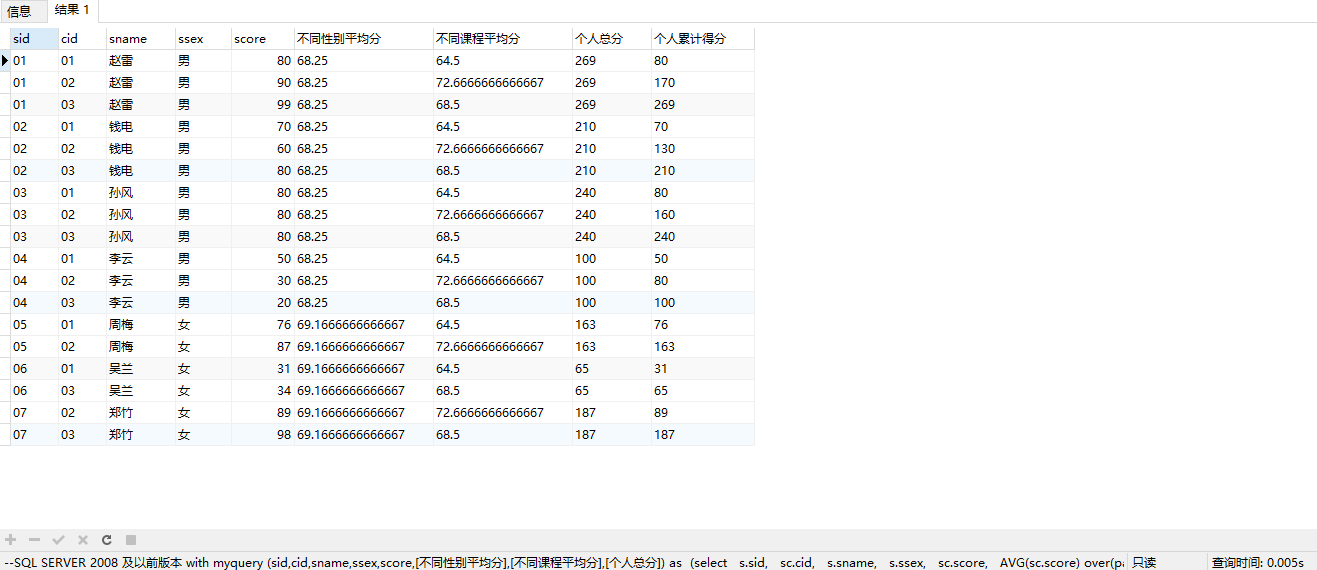 信息 结果 1
sid cid sname ssex score 不同性别平均分 不同课程平均分 个人总分 个人累计得分
01 01 赵雷 男 80 68.25 64.5 269 80
01 02 赵雷 男 90 68.25 72.6666666666667 269 170
01 03 赵雷 男 99 68.25 68.5 269 269
02 01 钱电 男 70 68.25 64.5 210 70
02 02 钱电 男 60 68.25 72.6666666666667 210 130
02 03 钱电 男 80 68.25 68.5 210 210
03 01 孙风 男 80 68.25 64.5 240 80
03 02 孙风 男 80 68.25 72.6666666666667 240 160
03 03 孙风 男 80 68.25 68.5 240 240
04 01 李云 男 50 68.25 64.5 100 50
04 02 李云 男 30 68.25 72.6666666666667 100 80
04 03 李云 男 20 68.25 68.5 100 100
05 01 周梅 女 76 69.1666666666667 64.5 163 76
05 02 周梅 女 87 69.1666666666667 72.6666666666667 163 163
06 01 吴兰 女 31 69.1666666666667 64.5 65 31
06 03 吴兰 女 34 69.1666666666667 68.5 65 65
07 02 郑竹 女 89 69.1666666666667 72.6666666666667 187 89
07 03 郑竹 女 98 69.1666666666667 68.5 187 187
--SQL SERVER 2008 及以前版本 with myquery (sid,cid,sname,ssex,score,[不同性别平均分],[不同课程平均分],[个人总分]) as (select s.sid, sc.cid, s.sname, s.ssex, sc.score, AVG(sc.score) over(pa 只读 查询时间: 0.005s